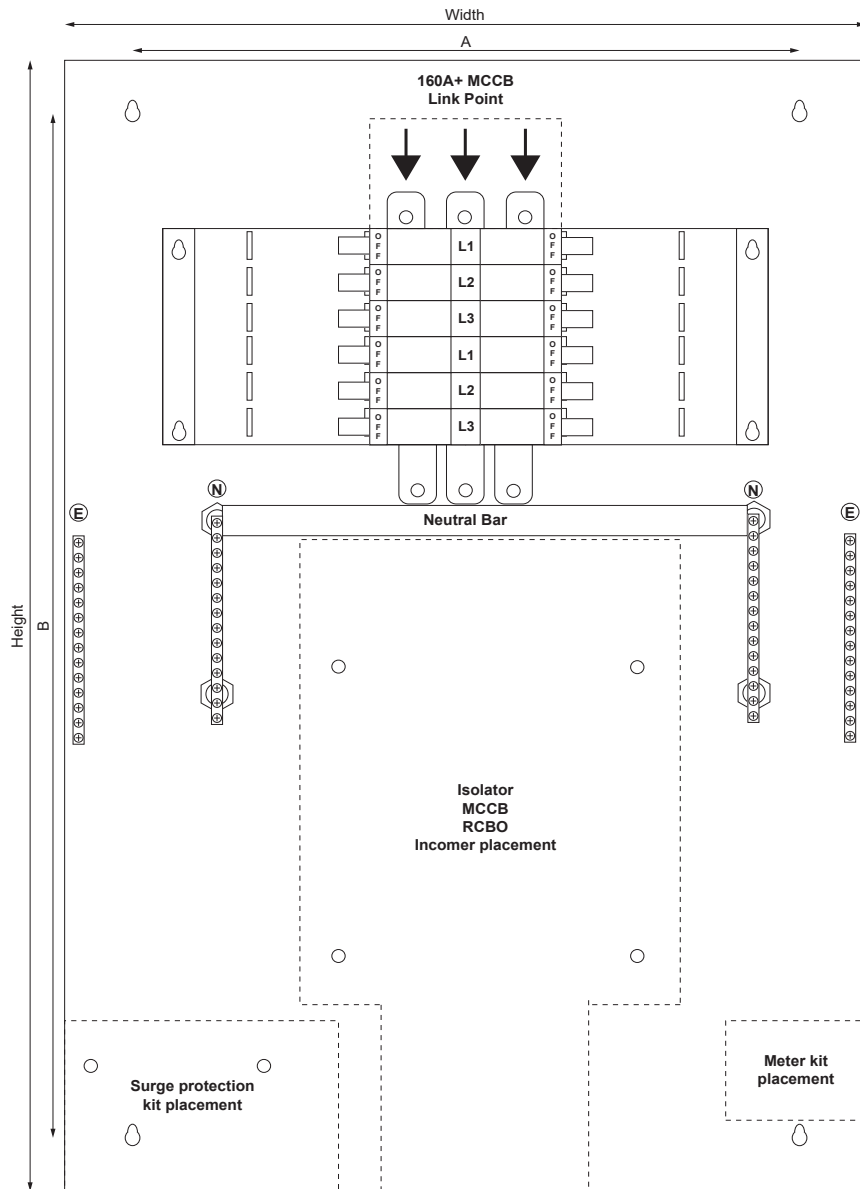 Width
A
160A+ MCCB
Link Point
OFF
L1
OFF
OFF
L2
OFF
OFF
L3
OFF
OFF
L1
OFF
OFF
L2
OFF
OFF
L3
OFF
E
N
N
E
Neutral Bar
Height
B
Isolator
MCCB
RCBO
Incomer placement
Surge protection
kit placement
Meter kit
placement